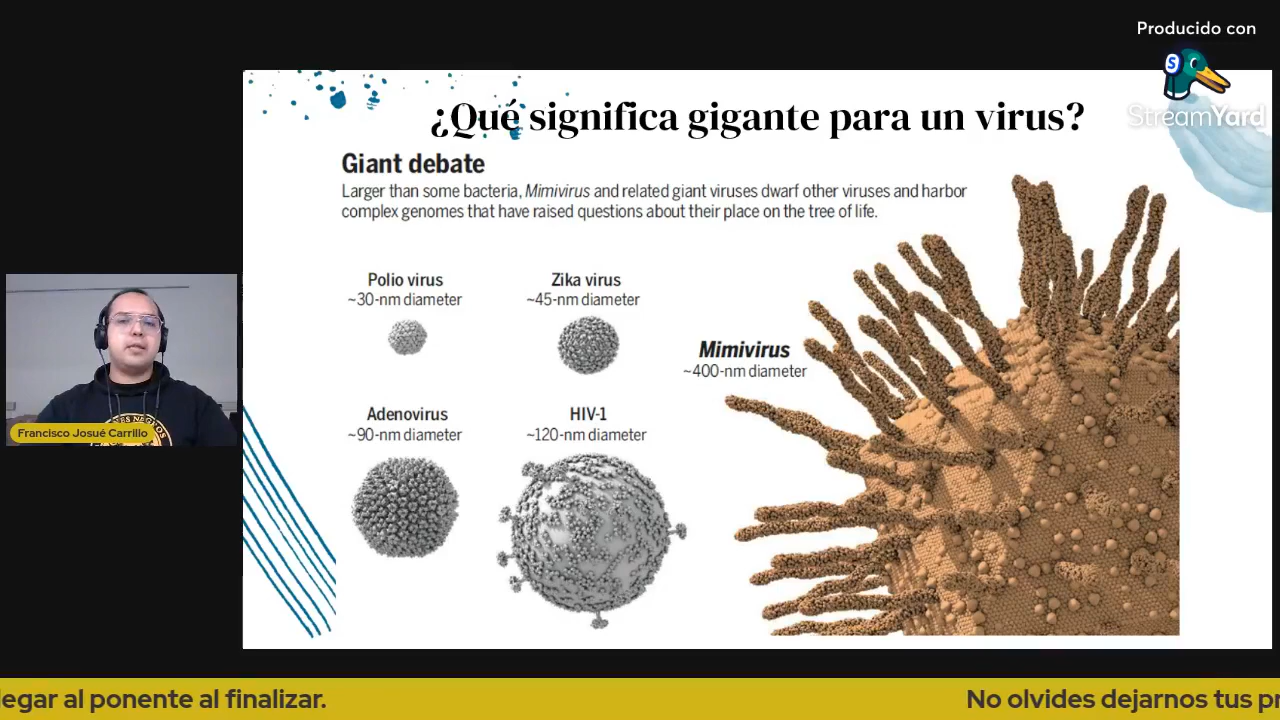 Producido con
StreamYard
¿Qué significa gigante para un virus?
Giant debate
Larger than some bacteria, Mimivirus and related giant viruses dwarf other viruses and harbor
complex genomes that have raised questions about their place on the tree of life.
Polio virus
~30-nm diameter
Zika virus
~45-nm diameter
Mimivirus
~400-nm diameter
Adenovirus
~90-nm diameter
HIV-1
~120-nm diameter
Francisco Josué Carrillo
legar al ponente al finalizar.
No olvides dejarnos tus pr